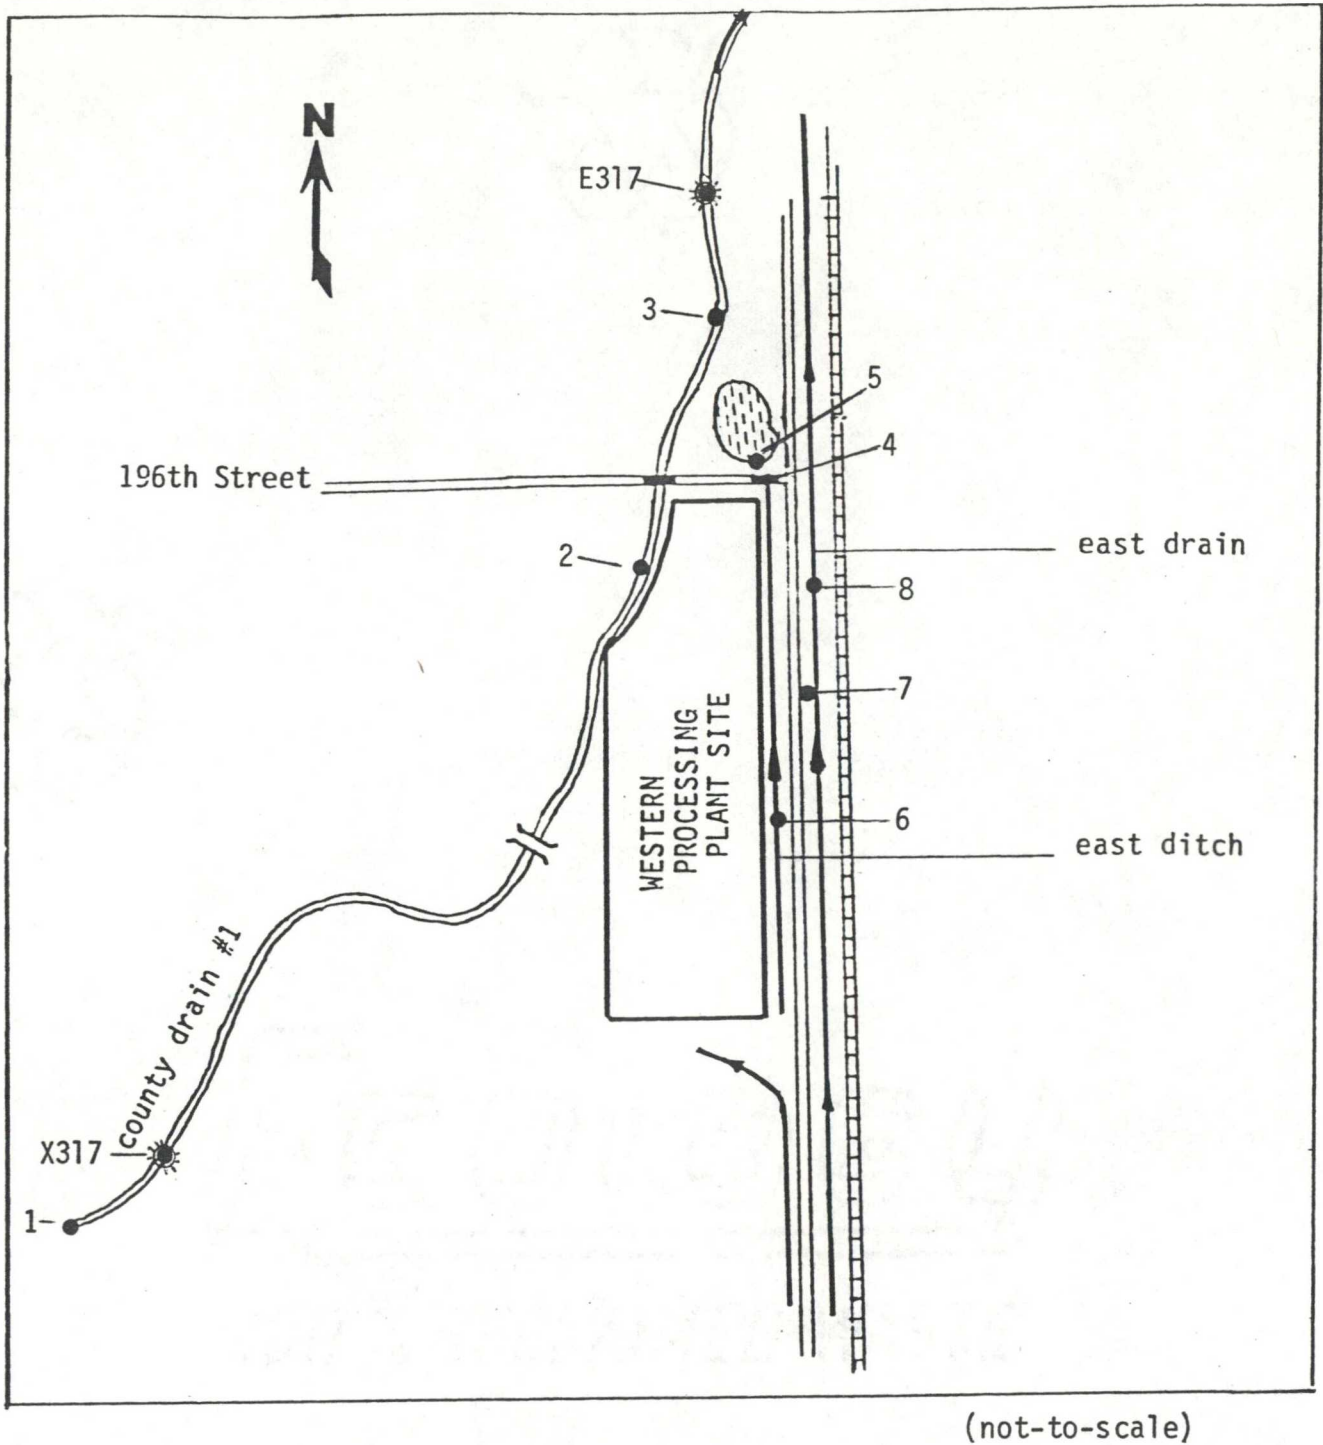 N
E317
3
5
4
196th Street
2
east drain
8
7
WESTERN
PROCESSING
PLANT SITE
6
east ditch
county drain #1
X317
1
(not-to-scale)